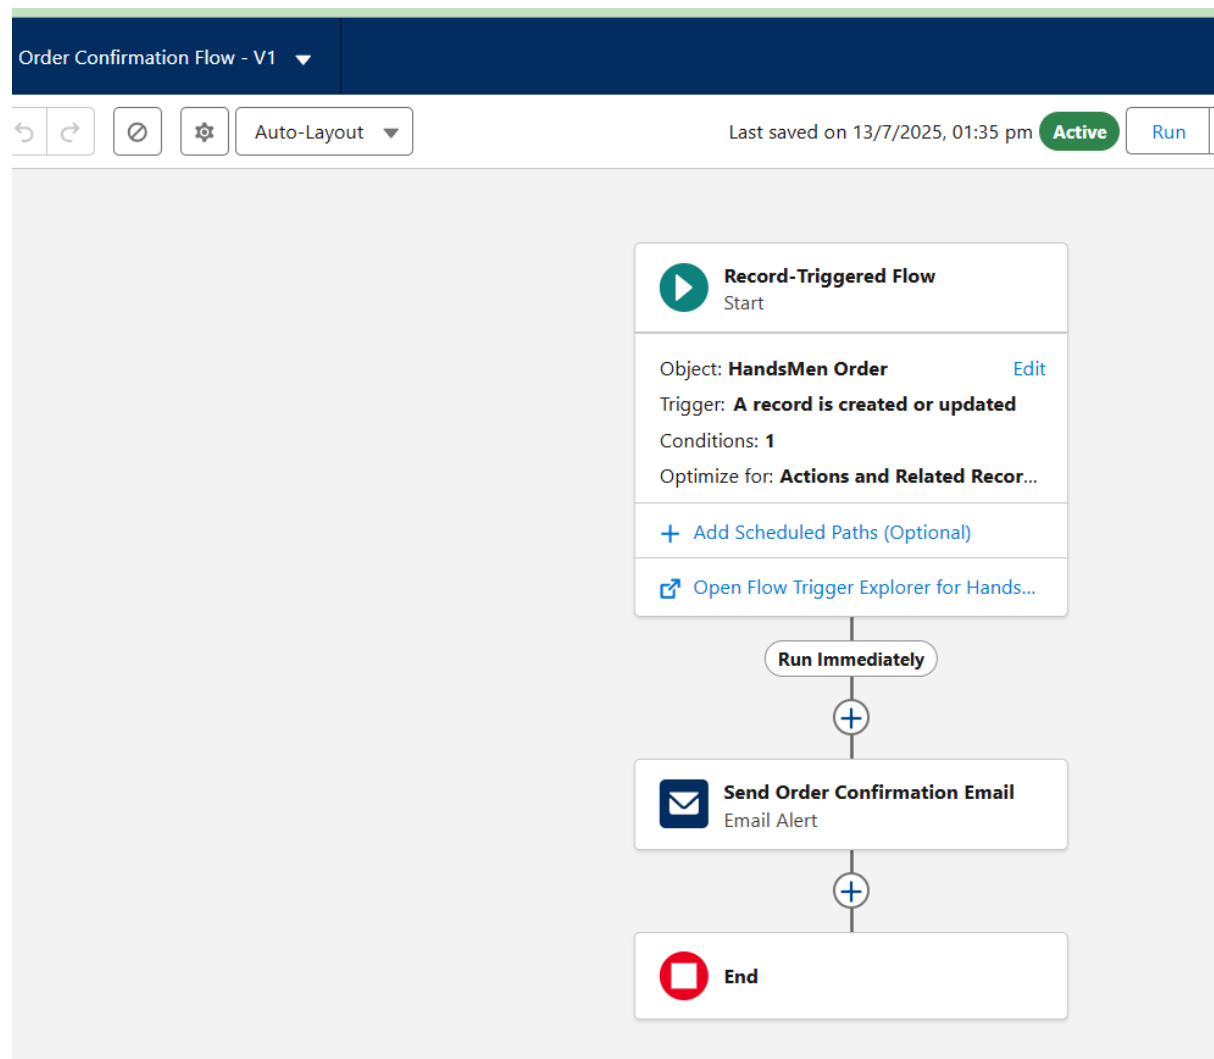 Order Confirmation Flow - V1
Auto-Layout
Last saved on 13/7/2025, 01:35 pm
Active
Run
Record-Triggered Flow
Start
Object: HandsMen Order
Edit
Trigger: A record is created or updated
Conditions: 1
Optimize for: Actions and Related Recor...
Add Scheduled Paths (Optional)
Open Flow Trigger Explorer for Hands...
Run Immediately
Send Order Confirmation Email
Email Alert
End